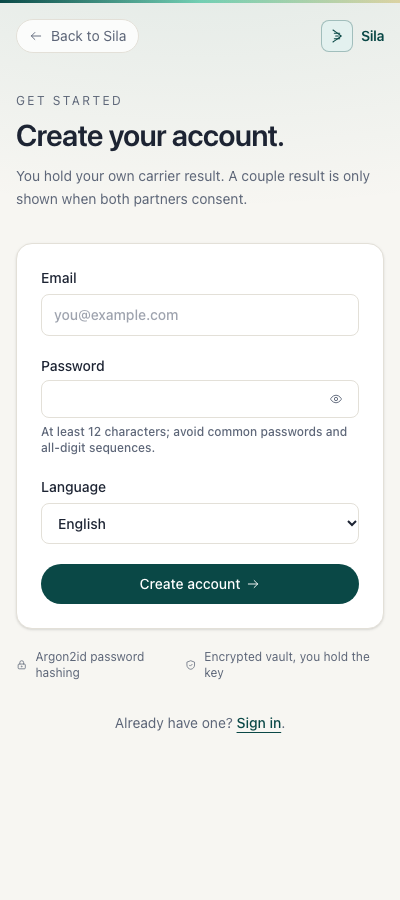 Back to Sila
Sila
GET STARTED
Create your account.
You hold your own carrier result. A couple result is only
shown when both partners consent.
Email
you@example.com
Password
At least 12 characters; avoid common passwords and
all-digit sequences.
Language
English
Create account →
Argon2id password
hashing
Encrypted vault, you hold the
key
Already have one? Sign in.